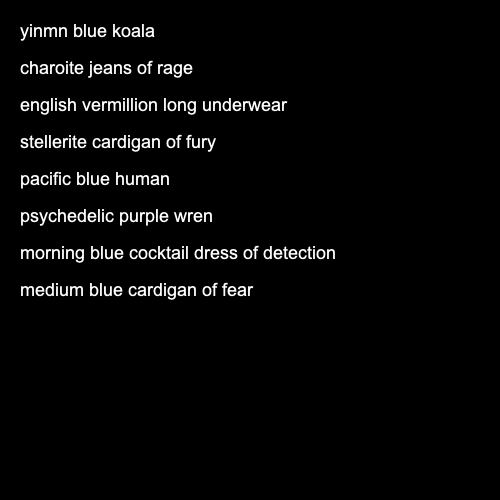 yinmn blue koala
charoite jeans of rage
english vermillion long underwear
stellerite cardigan of fury
pacific blue human
psychedelic purple wren
morning blue cocktail dress of detection
medium blue cardigan of fear